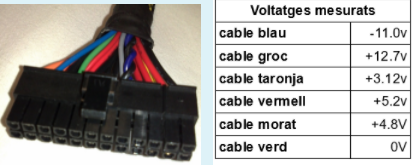 Voltatges mesurats
cable blau -11.0v
cable groc +12.7v
cable taronja +3.12v
cable vermell +5.2v
cable morat +4.8V
cable verd 0V